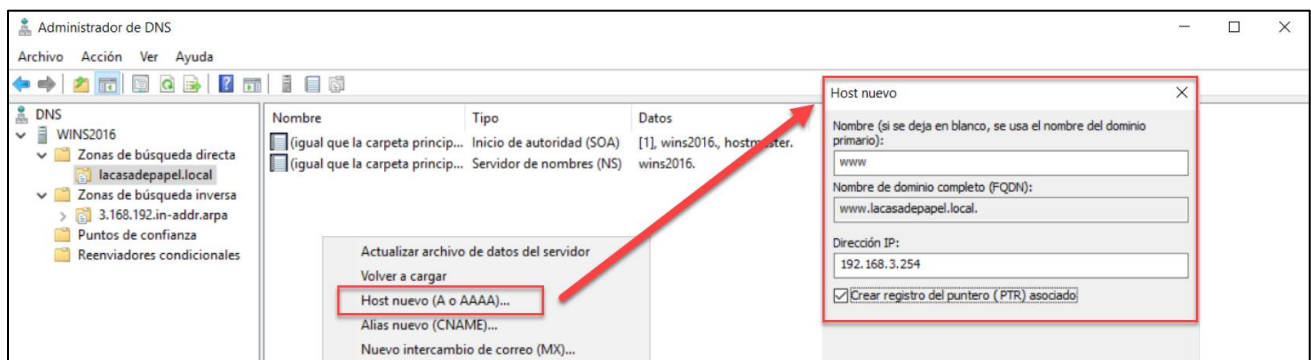 Administrador de DNS
Archivo Acción Ver Ayuda
DNS
WINS2016
Zonas de búsqueda directa
lacasadepapel.local
Zonas de búsqueda inversa
3.168.192.in-addr.arpa
Puntos de confianza
Reenviadores condicionales
Nombre Tipo Datos
(igual que la carpeta princip... Inicio de autoridad (SOA) [1], wins2016., hostmaster.
(igual que la carpeta princip... Servidor de nombres (NS) wins2016.
Actualizar archivo de datos del servidor
Volver a cargar
Host nuevo (A o AAAA)...
Alias nuevo (CNAME)...
Nuevo intercambio de correo (MX)...
Host nuevo
Nombre (si se deja en blanco, se usa el nombre del dominio
primario):
www
Nombre de dominio completo (FQDN):
www.lacasadepapel.local.
Dirección IP:
192.168.3.254
Crear registro del puntero (PTR) asociado